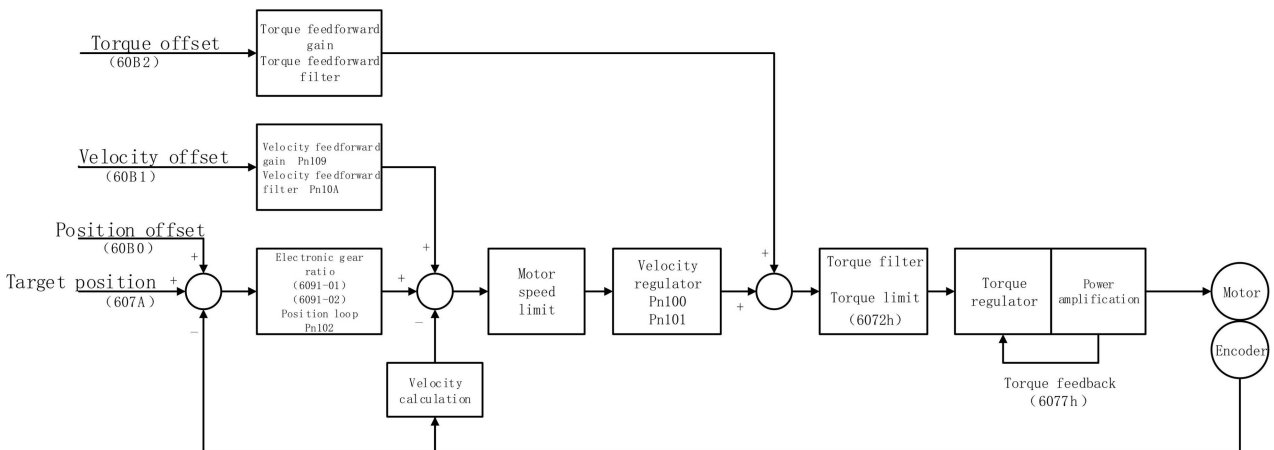 Torque offset
(60B2)
Torque feedforward
gain
Torque feedforward
filter
Velocity offset
(60B1)
Velocity feedforward
gain Pn109
Velocity feedforward
filter Pn10A
Position offset
(60B0)
Target position
(607A)
+
+
−
Electronic gear
ratio
(6091-01)
(6091-02)
Position loop
Pn102
+
+
−
Motor
speed
limit
Velocity
regulator
Pn100
Pn101
+
+
Torque filter
Torque limit
(6072h)
Torque
regulator
Power
amplification
Motor
Encoder
Velocity
calculation
Torque feedback
(6077h)